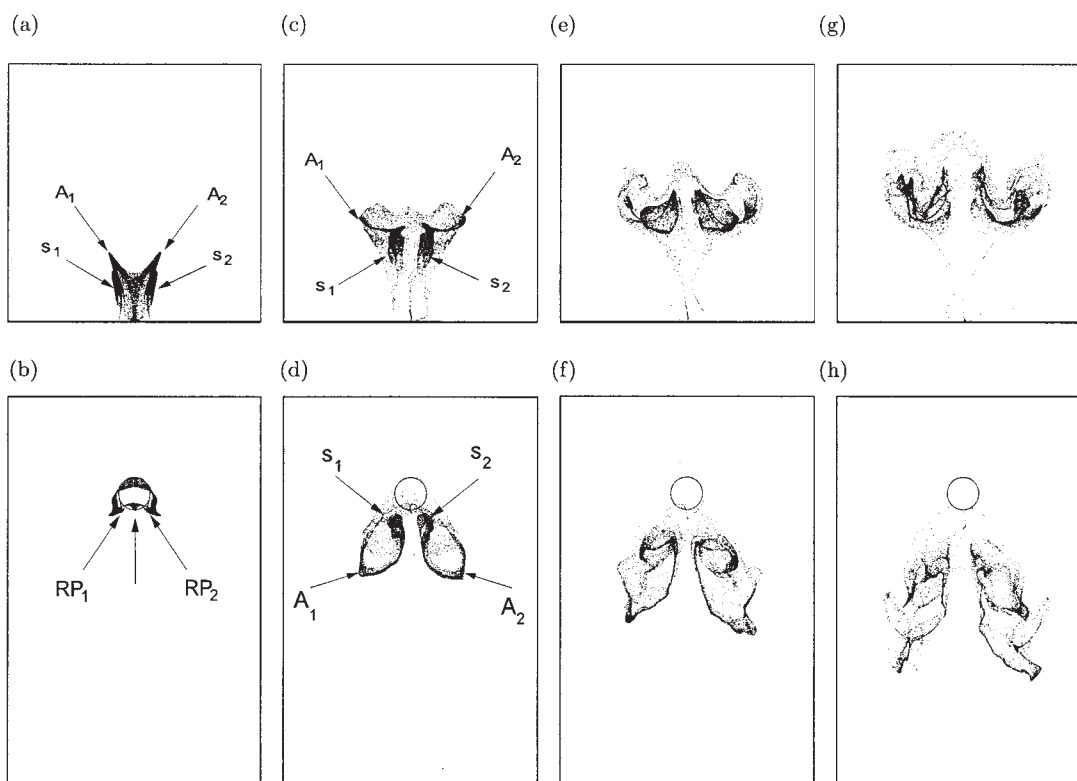 (a) (c) (e) (g)
A₁ A₂ A₁ A₂
s₁ s₂ s₁ s₂
(b) (d) (f) (h)
s₁ s₂
RP₁ RP₂ A₁ A₂